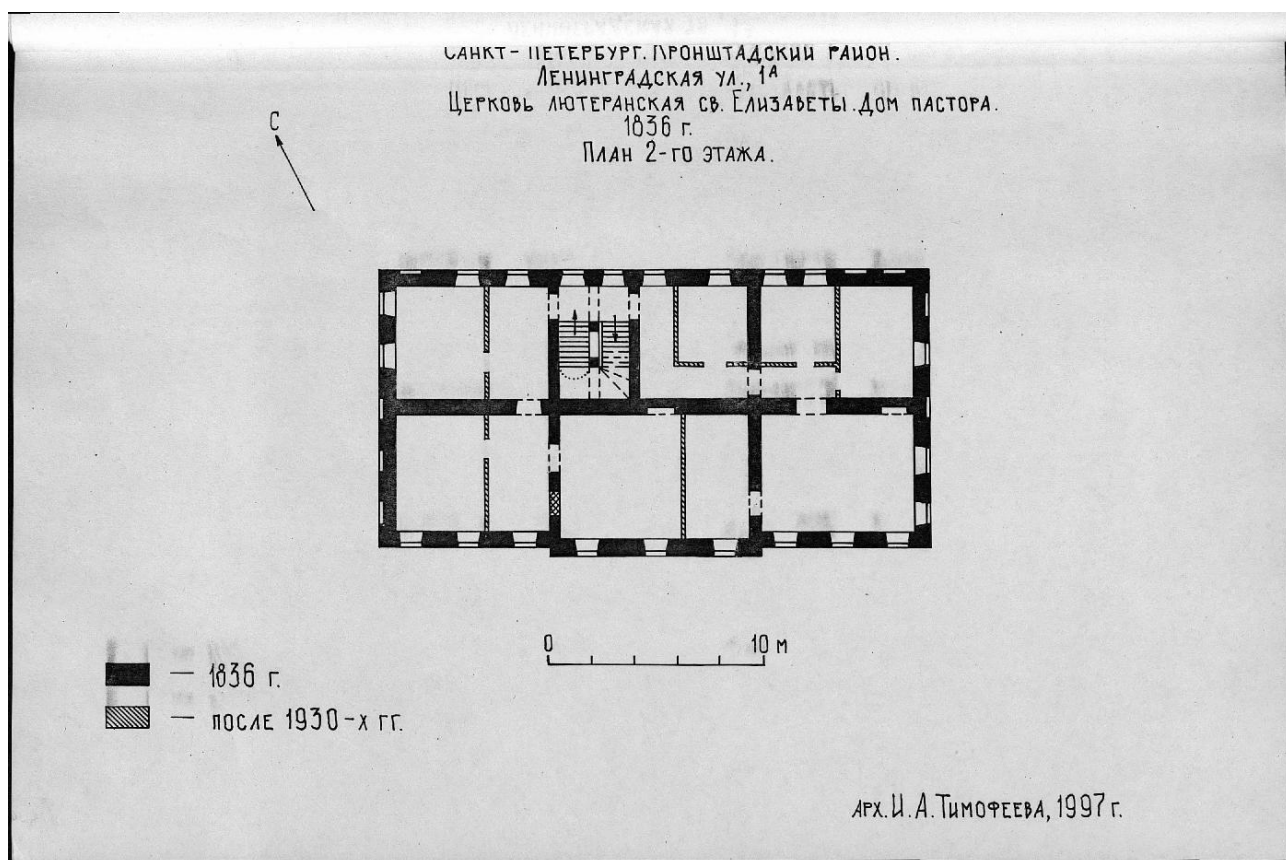 САНКТ-ПЕТЕРБУРГ. КРОНШТАДСКИЙ РАЙОН.
ЛЕНИНГРАДСКАЯ УЛ., 1А
ЦЕРКОВЬ ЛЮТЕРАНСКАЯ СВ. ЕЛИЗАВЕТЫ. ДОМ ПАСТОРА.
1836 г.
ПЛАН 2-ГО ЭТАЖА.
С
0 10 М
— 1836 г.
— ПОСЛЕ 1930-Х ГГ.
АРХ. И.А. ТИМОФЕЕВА, 1997 г.